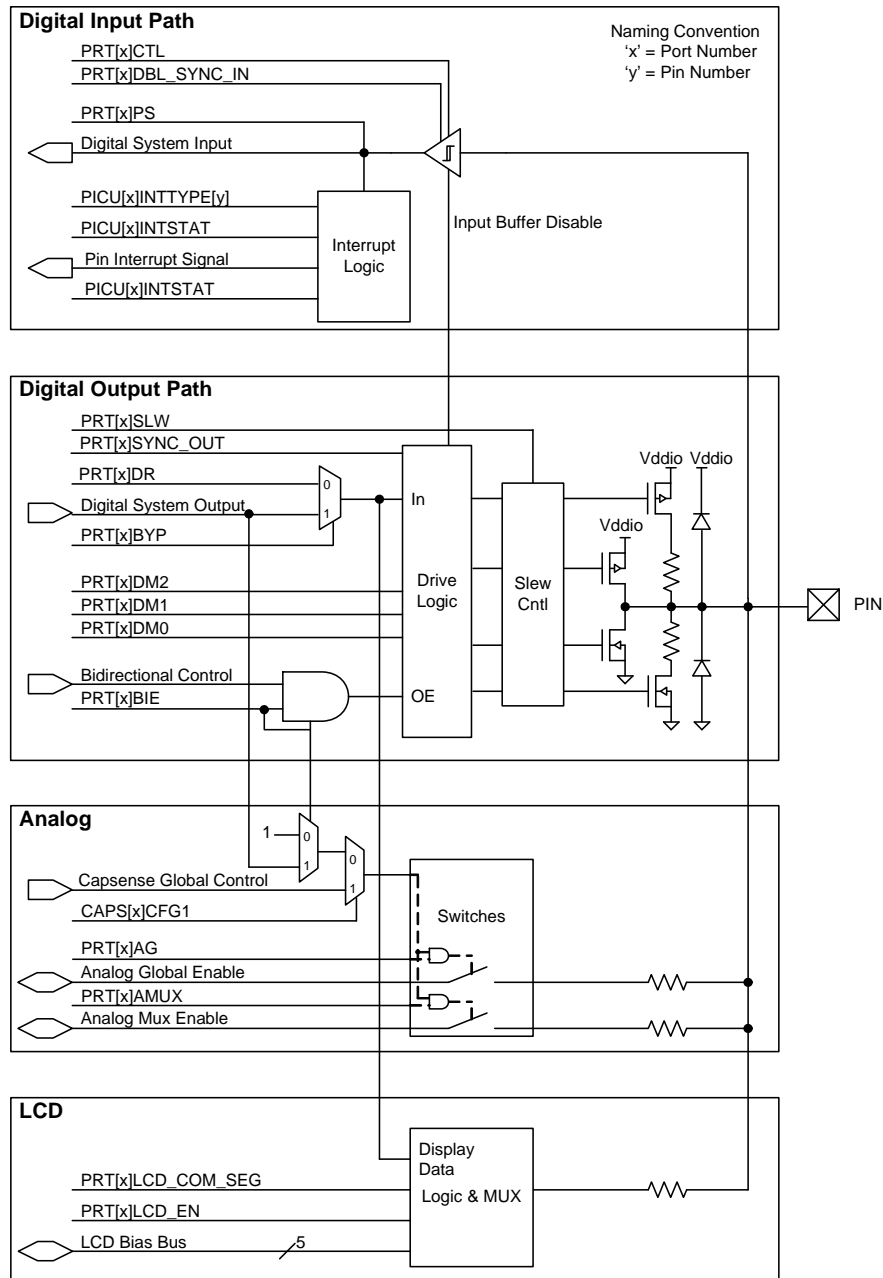 Digital Input Path
Naming Convention
‘x’ = Port Number
‘y’ = Pin Number
PRT[x]CTL
PRT[x]DBL_SYNC_IN
PRT[x]PS
Digital System Input
PICU[x]INTTYPE[y]
PICU[x]INTSTAT
Pin Interrupt Signal
PICU[x]INTSTAT
Interrupt
Logic
Input Buffer Disable
Digital Output Path
PRT[x]SLW
PRT[x]SYNC_OUT
PRT[x]DR
Digital System Output
PRT[x]BYP
0
1
PRT[x]DM2
PRT[x]DM1
PRT[x]DM0
Bidirectional Control
PRT[x]BIE
In
Drive
Logic
OE
Slew
Cntl
Vddio
Vddio
Vddio
PIN
Analog
1
0
1
0
1
Capsense Global Control
CAPS[x]CFG1
Switches
PRT[x]AG
Analog Global Enable
PRT[x]AMUX
Analog Mux Enable
LCD
Display
Data
Logic & MUX
PRT[x]LCD_COM_SEG
PRT[x]LCD_EN
LCD Bias Bus
5